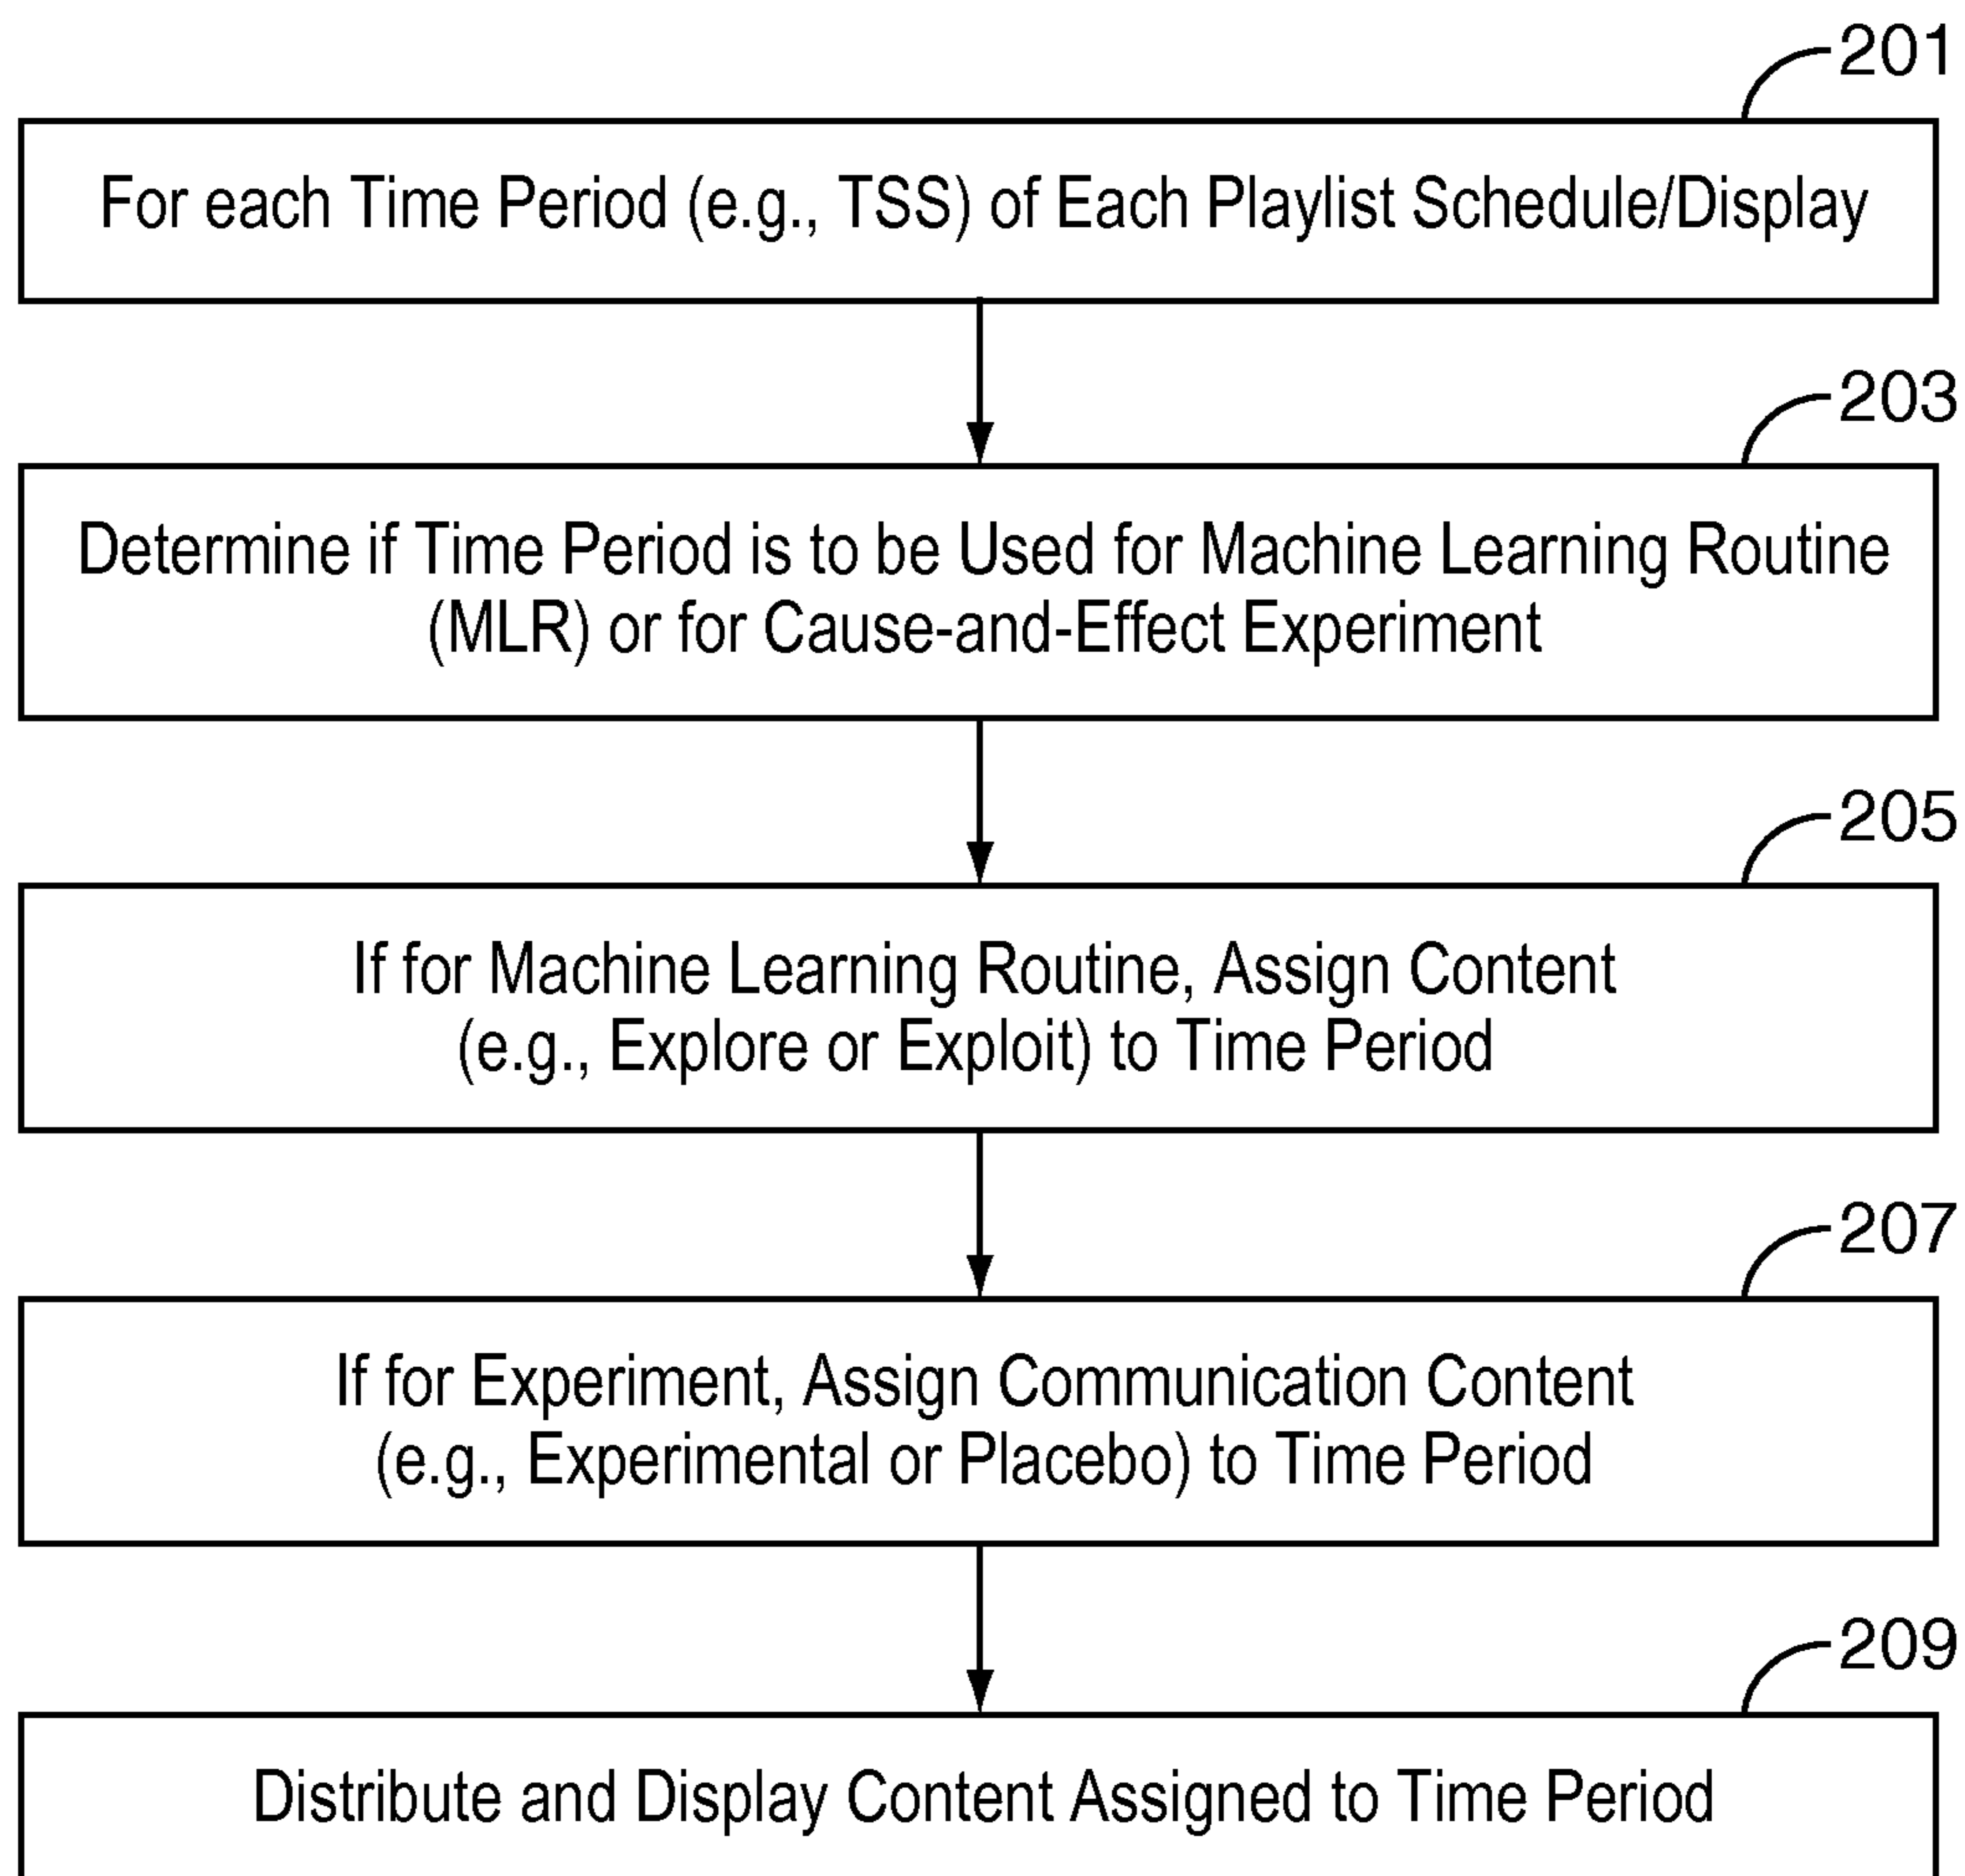 201
For each Time Period (e.g., TSS) of Each Playlist Schedule/Display
203
Determine if Time Period is to be Used for Machine Learning Routine
(MLR) or for Cause-and-Effect Experiment
205
If for Machine Learning Routine, Assign Content
(e.g., Explore or Exploit) to Time Period
207
If for Experiment, Assign Communication Content
(e.g., Experimental or Placebo) to Time Period
209
Distribute and Display Content Assigned to Time Period